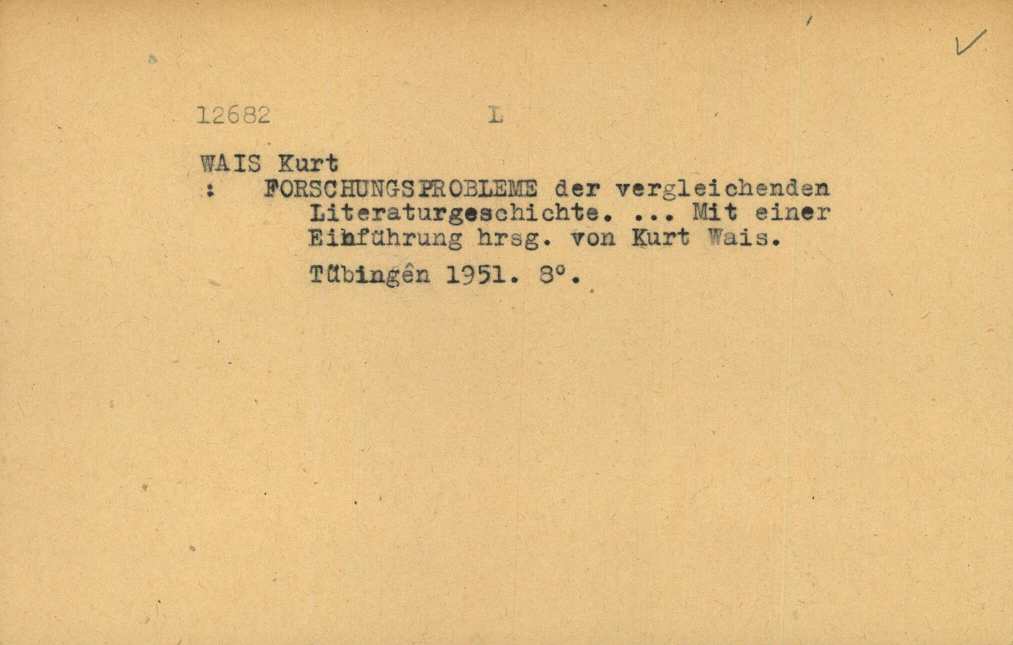 12682 L
WAIS Kurt
: FORSCHUNGSPROBLEME der vergleichenden
Literaturgeschichte. ... Mit einer
Einführung hrsg. von Kurt Wais.
Tübingen 1951. 8°.